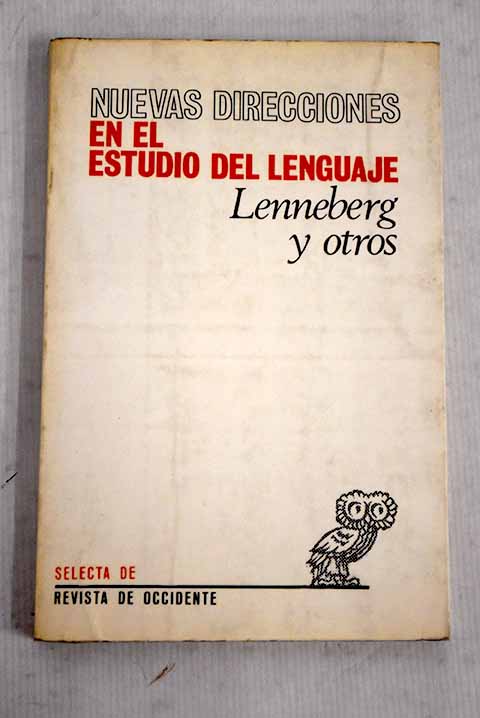 NUEVAS DIRECCIONES
EN EL
ESTUDIO DEL LENGUAJE
Lenneberg
y otros
SELECTA DE
REVISTA DE OCCIDENTE